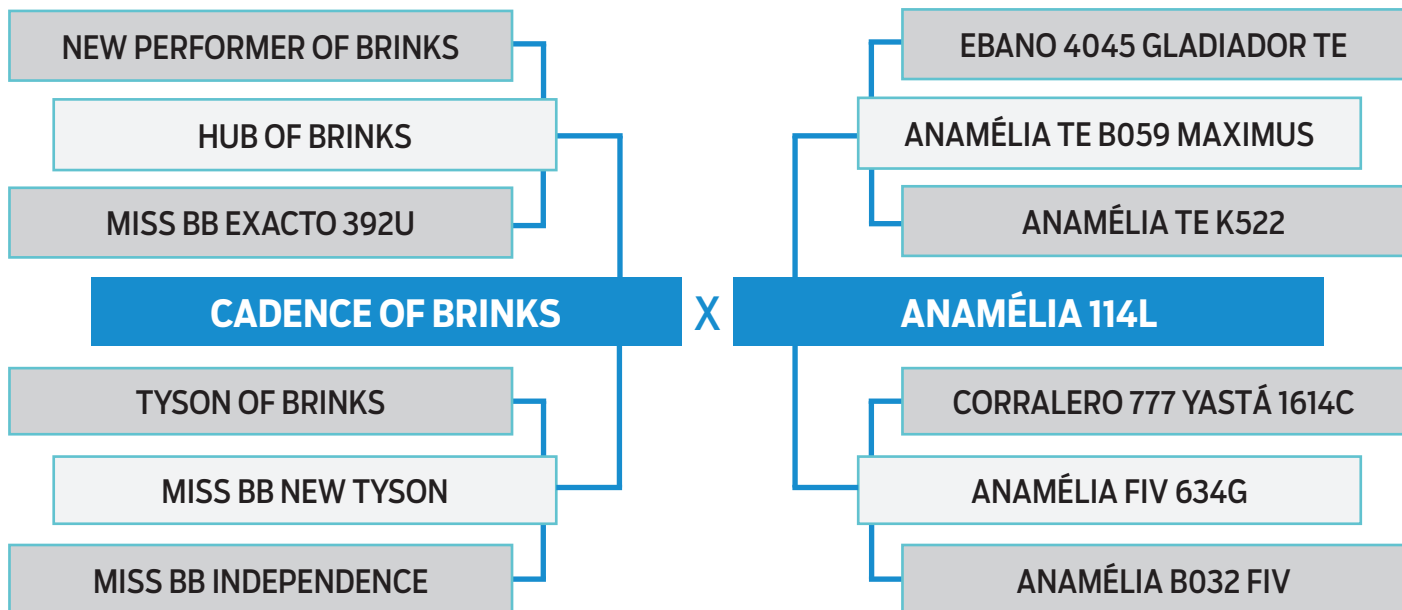 NEW PERFORMER OF BRINKS
HUB OF BRINKS
MISS BB EXACTO 392U
CADENCE OF BRINKS
TYSON OF BRINKS
MISS BB NEW TYSON
MISS BB INDEPENDENCE
X
EBANO 4045 GLADIADOR TE
ANAMÉLIA TE B059 MAXIMUS
ANAMÉLIA TE K522
ANAMÉLIA 114L
CORRALERO 777 YASTÁ 1614C
ANAMÉLIA FIV 634G
ANAMÉLIA B032 FIV